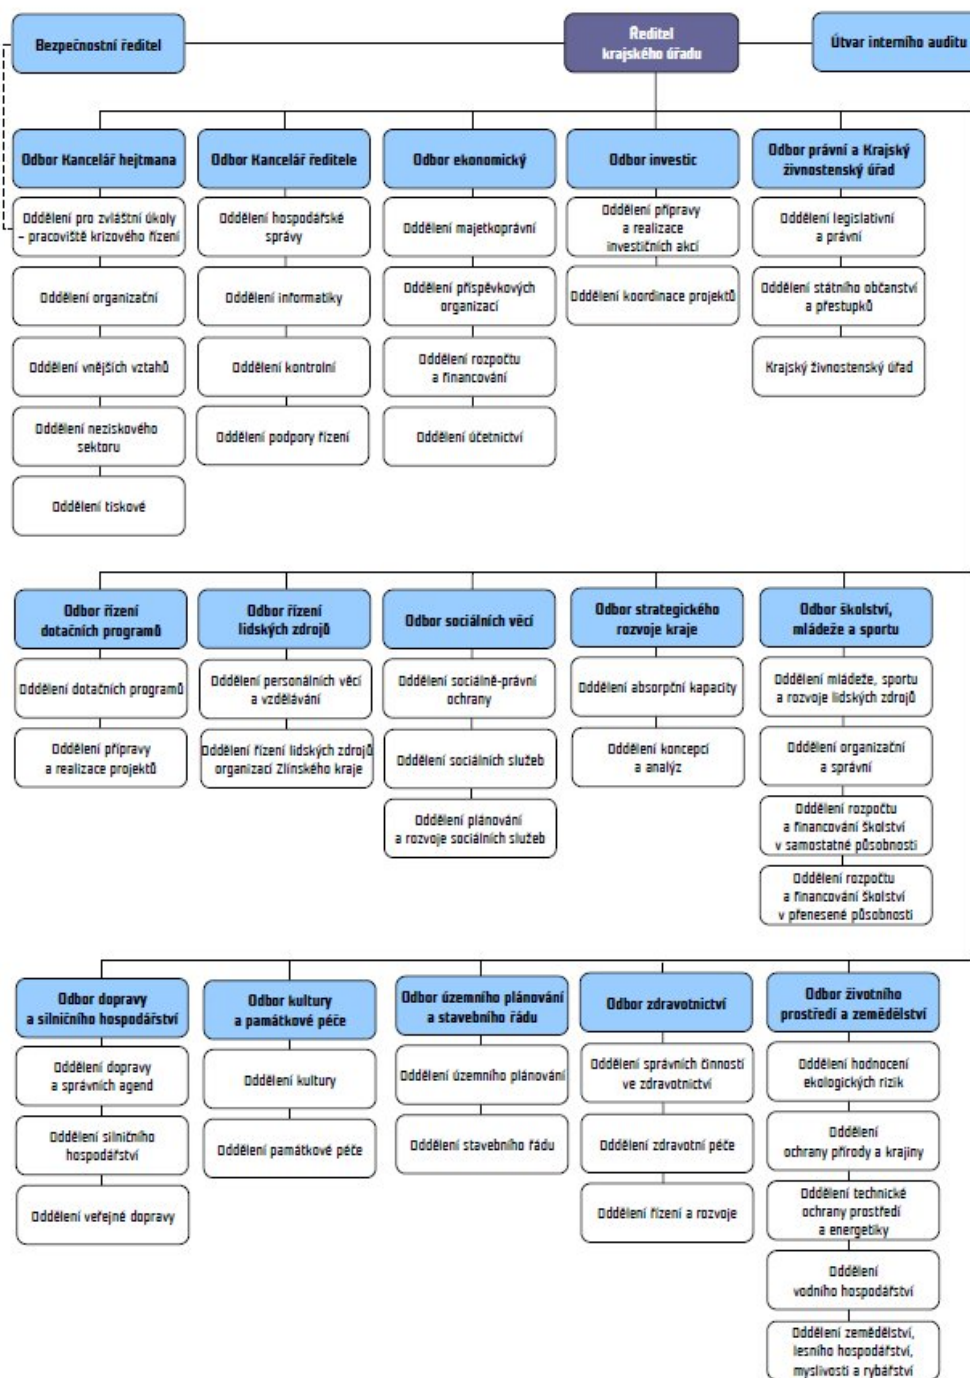 Bezpečnostní ředitel
Ředitel
krajského úřadu
Útvar interního auditu
Odbor Kancelář hejtmana
Odbor Kancelář ředitele
Odbor ekonomický
Odbor investic
Odbor právní a Krajský
živnostenský úřad
Oddělení pro zvláštní úkoly
– pracoviště krizového řízení
Oddělení hospodářské
správy
Oddělení majetkoprávní
Oddělení přípravy
a realizace
investičních akcí
Oddělení legislativní
a právní
Oddělení organizační
Oddělení informatiky
Oddělení příspěvkových
organizací
Oddělení koordinace projektů
Oddělení státního občanství
a přestupků
Oddělení vnějších vztahů
Oddělení kontrolní
Oddělení rozpočtu
a financování
Krajský živnostenský úřad
Oddělení neziskového
sektoru
Oddělení podpory řízení
Oddělení účetnictví
Oddělení tiskové
Odbor řízení
dotačních programů
Odbor řízení
lidských zdrojů
Odbor sociálních věcí
Odbor strategického
rozvoje kraje
Odbor školství,
mládeže a sportu
Oddělení dotačních programů
Oddělení personálních věcí
a vzdělávání
Oddělení sociálně-právní
ochrany
Oddělení absorpční kapacity
Oddělení mládeže, sportu
a rozvoje lidských zdrojů
Oddělení přípravy
a realizace projektů
Oddělení řízení lidských zdrojů
organizací Zlínského kraje
Oddělení sociálních služeb
Oddělení koncepcí
a analýz
Oddělení organizační
a správní
Oddělení plánování
a rozvoje sociálních služeb
Oddělení rozpočtu
a financování školství
v samostatné působnosti
Oddělení rozpočtu
a financování školství
v přenesené působnosti
Odbor dopravy
a silničního hospodářství
Odbor kultury
a památkové péče
Odbor územního plánování
a stavebního řádu
Odbor zdravotnictví
Odbor životního
prostředí a zemědělství
Oddělení dopravy
a správních agend
Oddělení kultury
Oddělení územního plánování
Oddělení správních činností
ve zdravotnictví
Oddělení hodnocení
ekologických rizik
Oddělení silničního
hospodářství
Oddělení památkové péče
Oddělení stavebního řádu
Oddělení zdravotní péče
Oddělení
ochrany přírody a krajiny
Oddělení veřejné dopravy
Oddělení řízení a rozvoje
Oddělení technické
ochrany prostředí
a energetiky
Oddělení
vodního hospodářství
Oddělení zemědělství,
lesního hospodářství,
myslivosti a rybářství